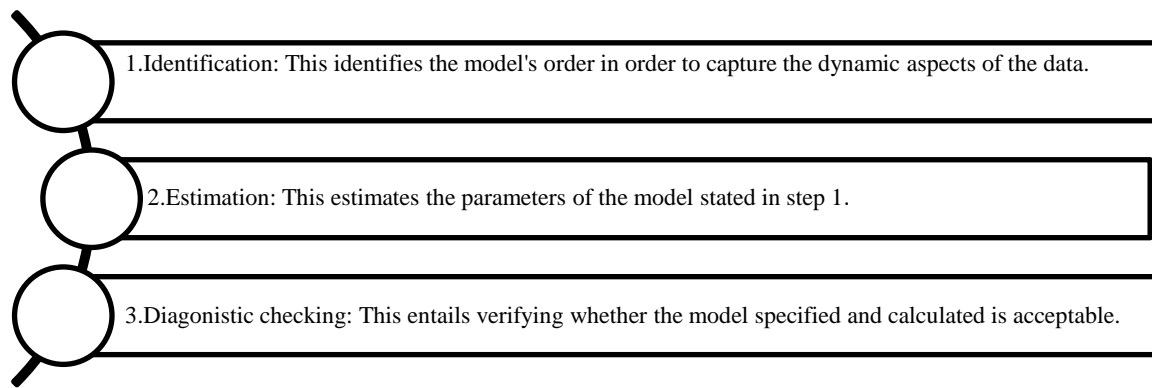 1.Identification: This identifies the model's order in order to capture the dynamic aspects of the data.
2.Estimation: This estimates the parameters of the model stated in step 1.
3.Diagonistic checking: This entails verifying whether the model specified and calculated is acceptable.